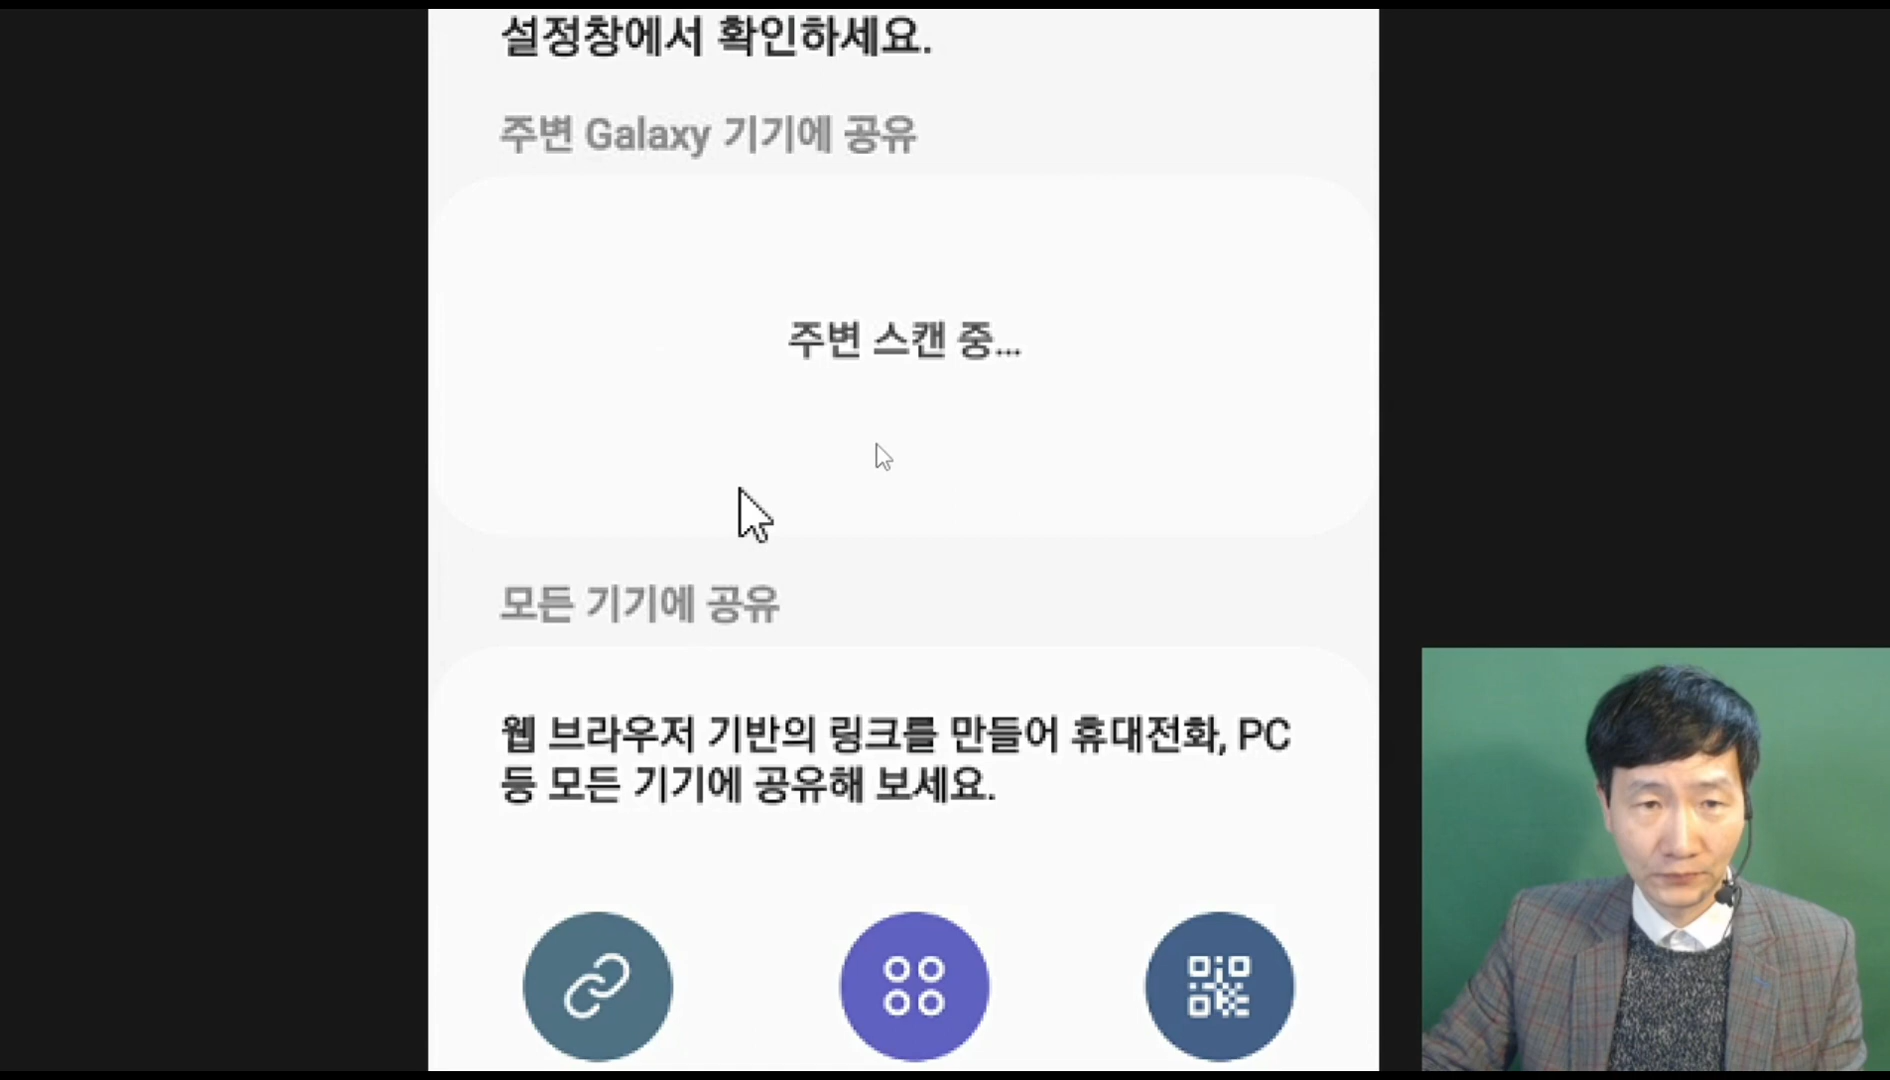 설정창에서 확인하세요.
주변 Galaxy 기기에 공유
주변 스캔 중...
모든 기기에 공유
웹 브라우저 기반의 링크를 만들어 휴대전화, PC
등 모든 기기에 공유해 보세요.